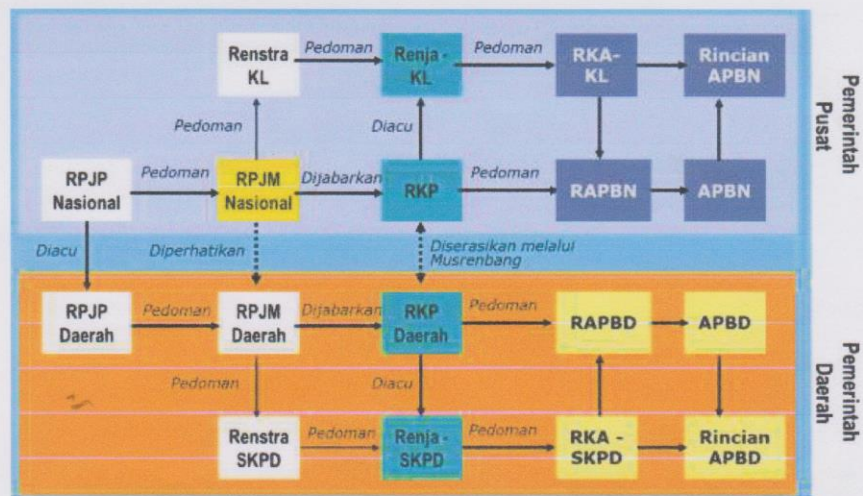 Renstra
KL
Pedoman
Renja -
KL
Pedoman
RKA-
KL
Rincian
APBN
Pemerintah
Pusat
Pedoman
Diacu
RPJP
Nasional
Pedoman
RPJM
Nasional
Dijabarkan
RKP
Pedoman
RAPBN
APBN
Diacu
Diperhatikan
Diserasikan melalui
Musrenbang
RPJP
Daerah
Pedoman
RPJM
Daerah
Dijabarkan
RKP
Daerah
Pedoman
RAPBD
APBD
Pemerintah
Daerah
Pedoman
Diacu
Renstra
SKPD
Pedoman
Renja -
SKPD
Pedoman
RKA -
SKPD
Rincian
APBD